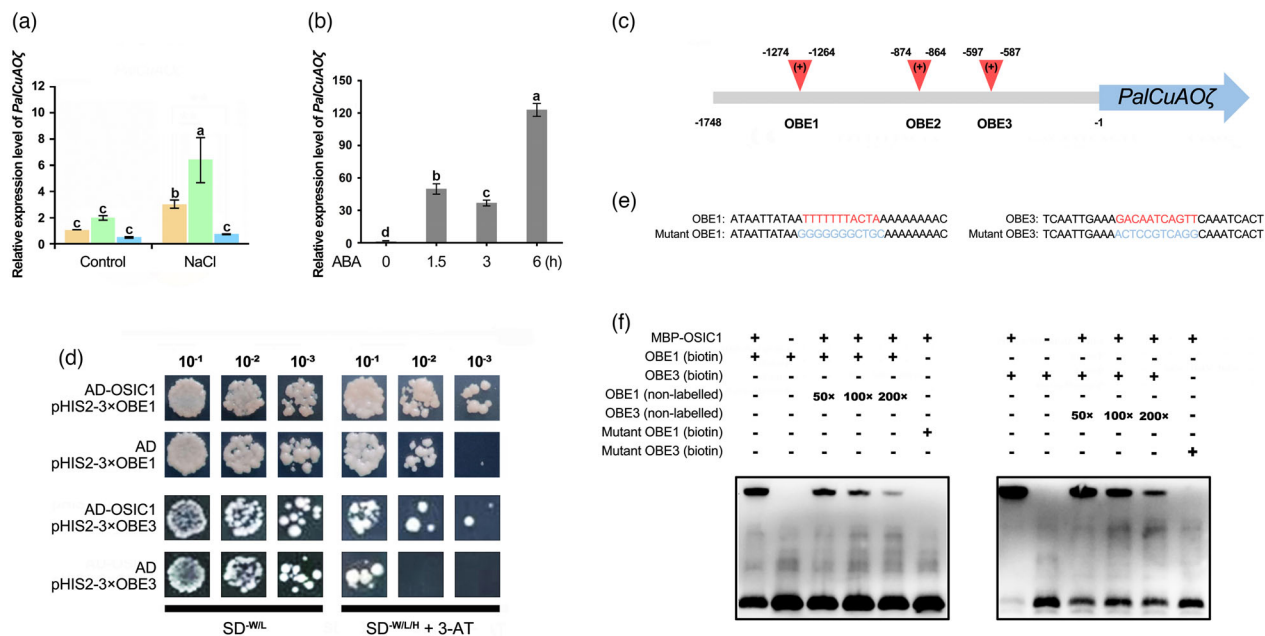 (a)
Relative expression level of PalCuAOζ
12
10
8
6
4
2
0
c
c
c
b
a
c
Control
NaCl
(b)
Relative expression level of PalCuAOζ
150
120
90
60
30
0
d
b
c
a
ABA 0 1.5 3 6 (h)
(c)
-1274 -1264 -874 -864 -597 -587
(+) (+) (+)
PalCuAOζ
-1748 OBE1 OBE2 OBE3 -1
(d)
10-1 10-2 10-3 10-1 10-2 10-3
AD-OSIC1
pHIS2-3×OBE1
AD
pHIS2-3×OBE1
AD-OSIC1
pHIS2-3×OBE3
AD
pHIS2-3×OBE3
SD-W/L SD-W/L/H + 3-AT
(e)
OBE1: ATAATTATAATTTTTTTACTAAAAAAAAAC
Mutant OBE1: ATAATTATAAGGGGGGGCTGCAAAAAAAAC
OBE3: TCAATTGAAAGACAATCAGTTCAAATCACT
Mutant OBE3: TCAATTGAAAACTCCGTCAGGCAAATCACT
(f)
MBP-OSIC1 + - + + + + + - + + + +
OBE1 (biotin) + + + + + - - - - - - -
OBE3 (biotin) - - - - - - + + + + + -
OBE1 (non-labelled) - - 50× 100× 200× - - - - - - -
OBE3 (non-labelled) - - - - - - - - 50× 100× 200× -
Mutant OBE1 (biotin) - - - - - + - - - - - -
Mutant OBE3 (biotin) - - - - - - - - - - - +